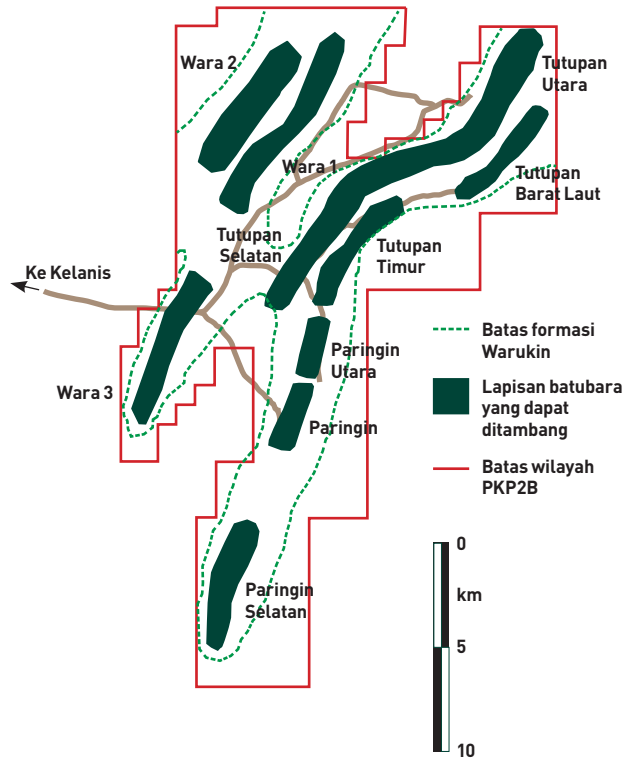 Wara 2
Tutupan
Utara
Wara 1
Tutupan
Barat Laut
Tutupan
Selatan
Tutupan
Timur
Ke Kelanis
Paringin
Utara
Wara 3
Paringin
Paringin
Selatan
Batas formasi
Warukin
Lapisan batubara
yang dapat
ditambang
Batas wilayah
PKP2B
0
km
5
10